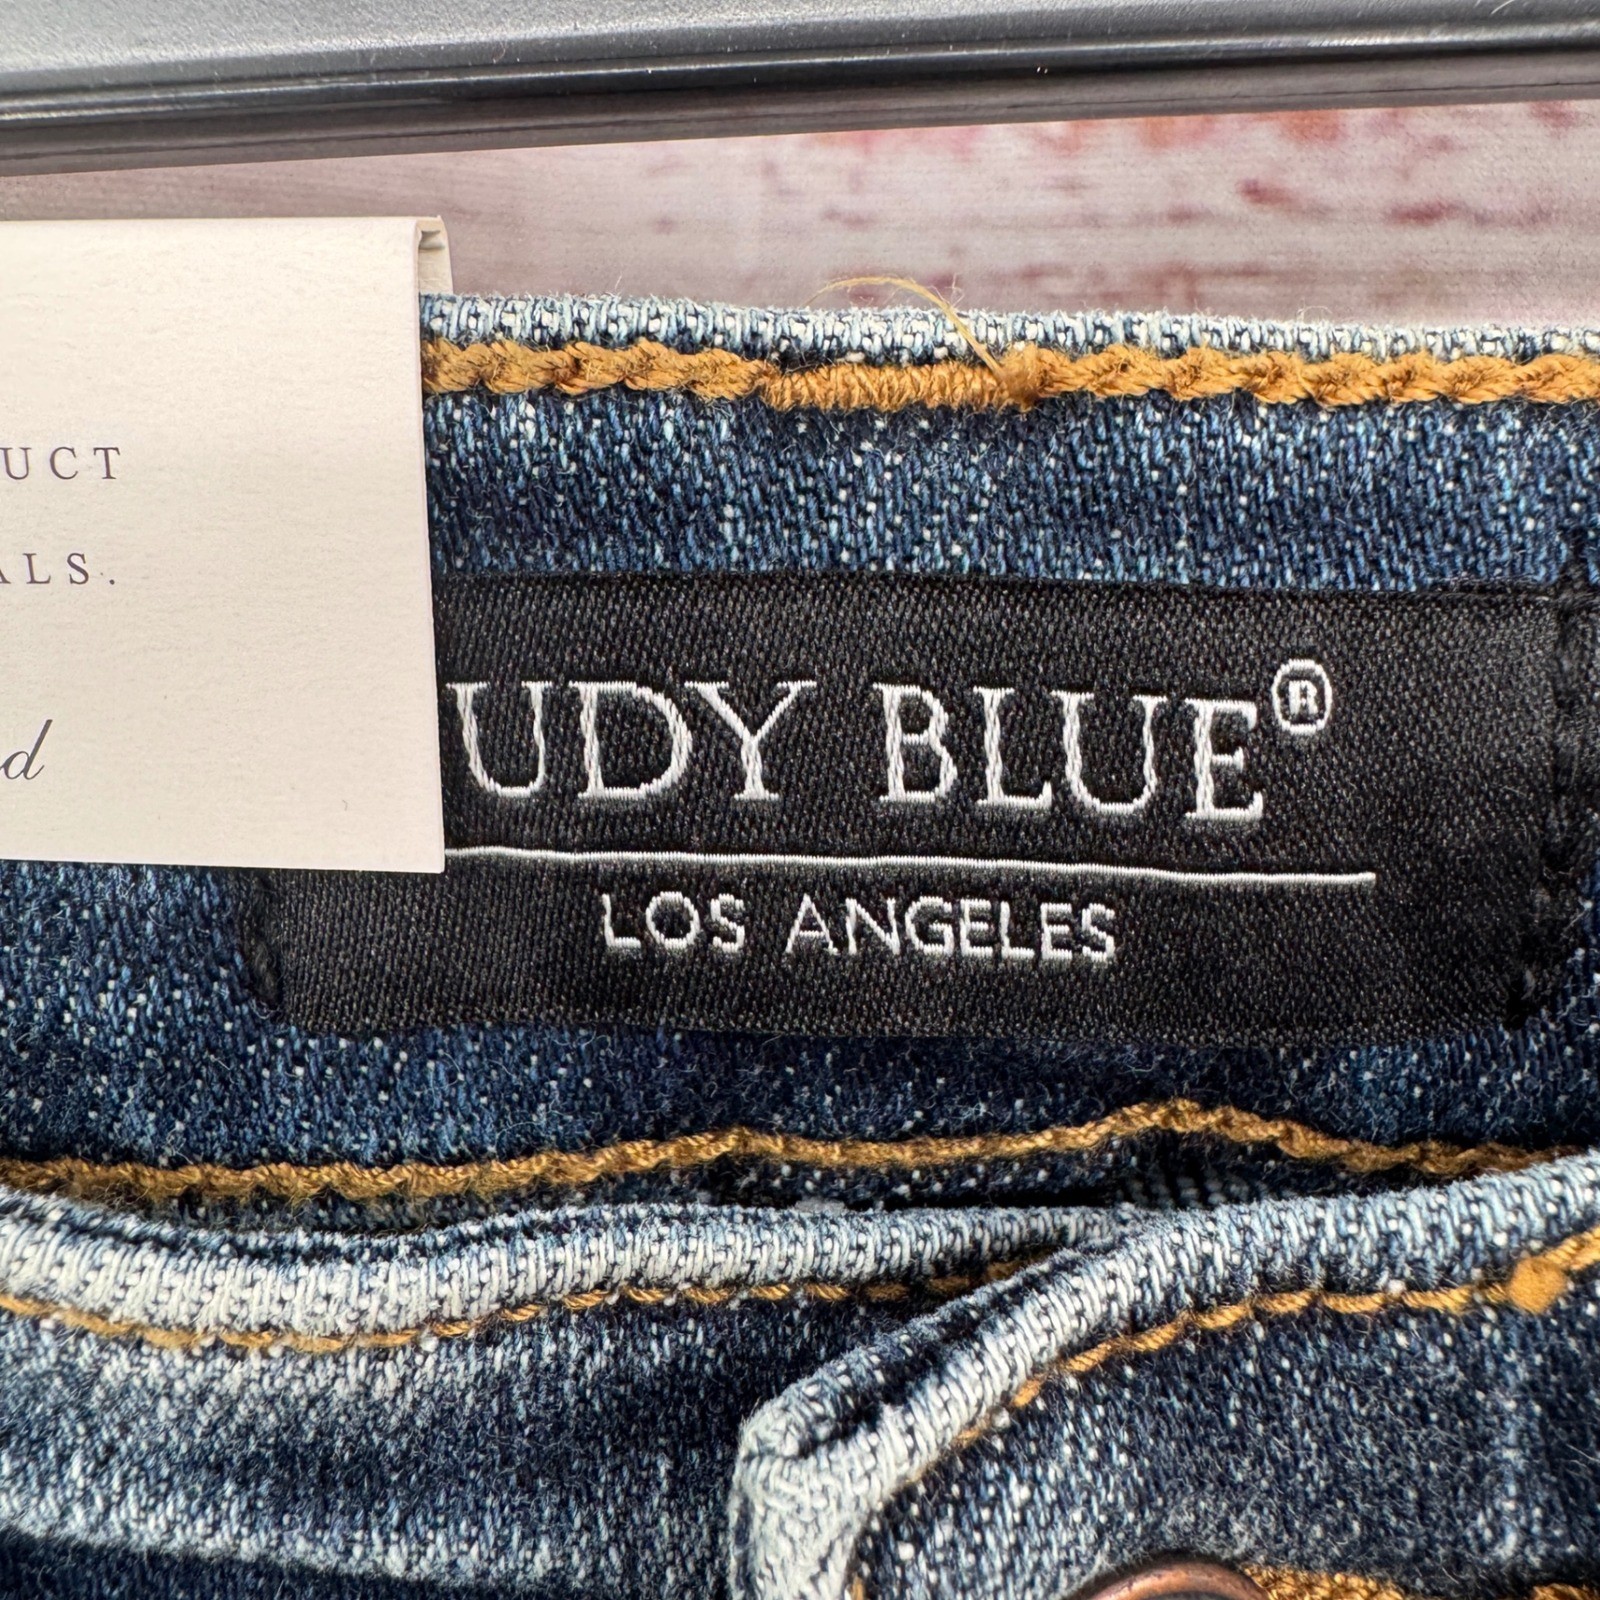 UCT
ALS.
UDY BLUE®
LOS ANGELES